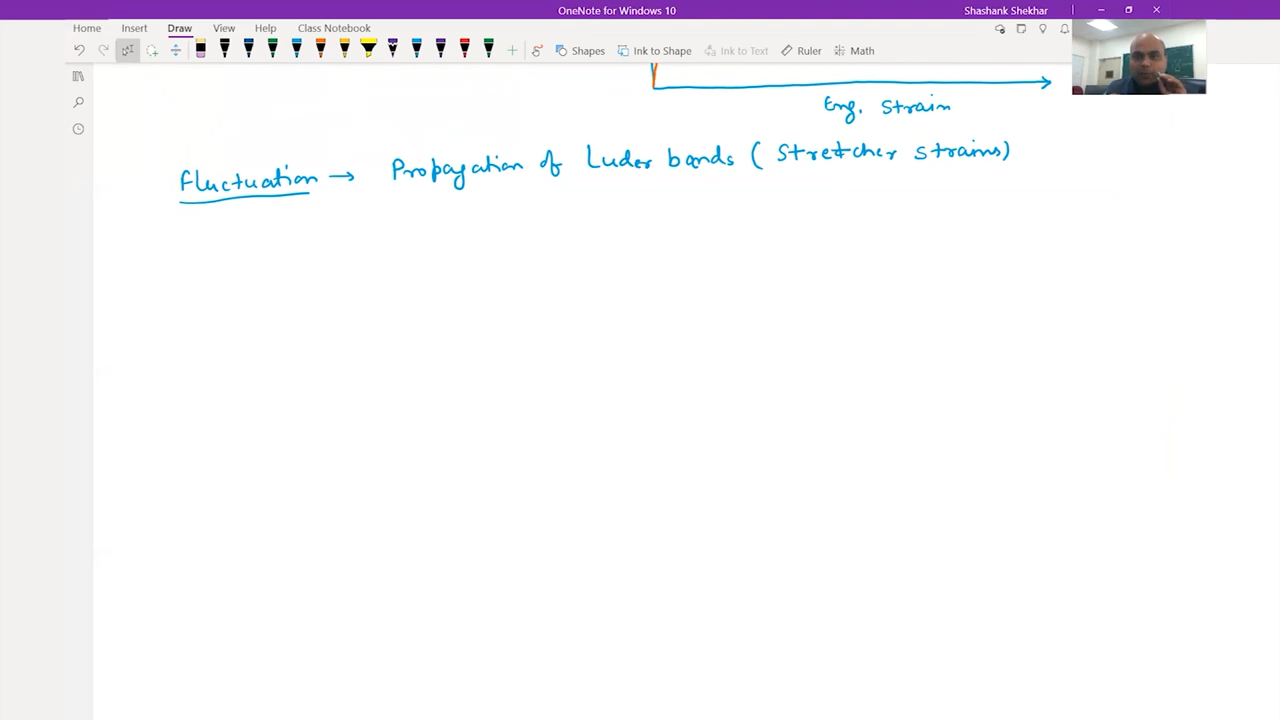 OneNote for Windows 10
Shashank Shekhar
Home Insert Draw View Help Class Notebook
Shapes Ink to Shape Ink to Text Ruler Math
Eng. Strain
Fluctuation → Propagation of Luder bands (Stretcher strains)